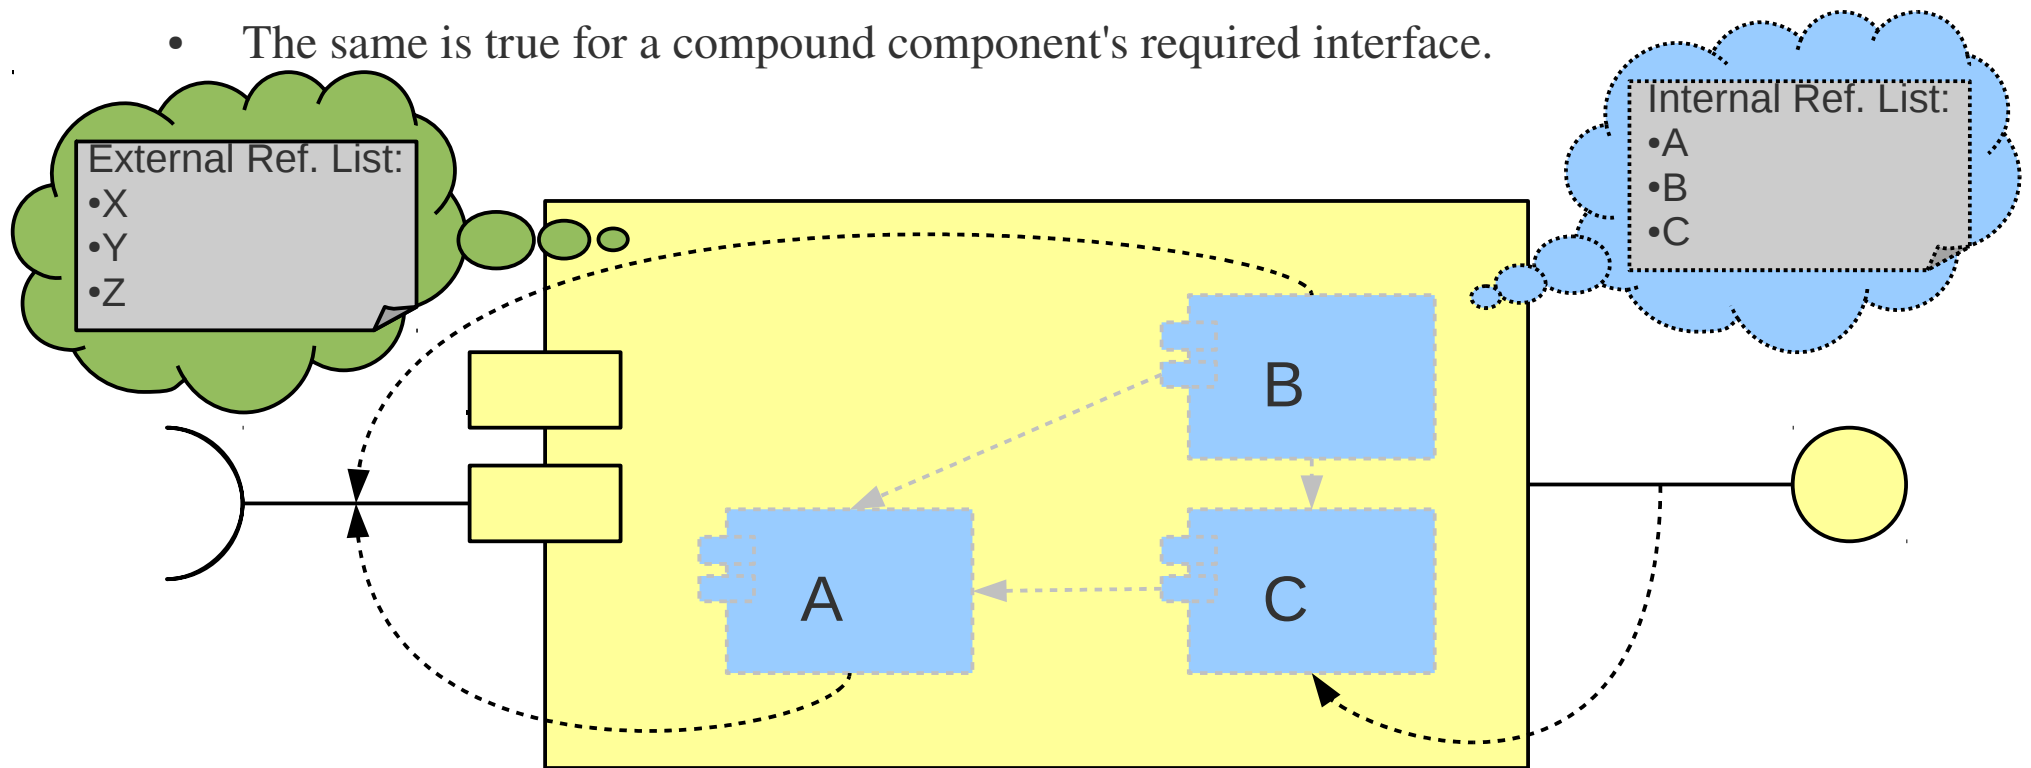 • The same is true for a compound component's required interface.
External Ref. List:
•X
•Y
•Z
Internal Ref. List:
•A
•B
•C
B
A
C